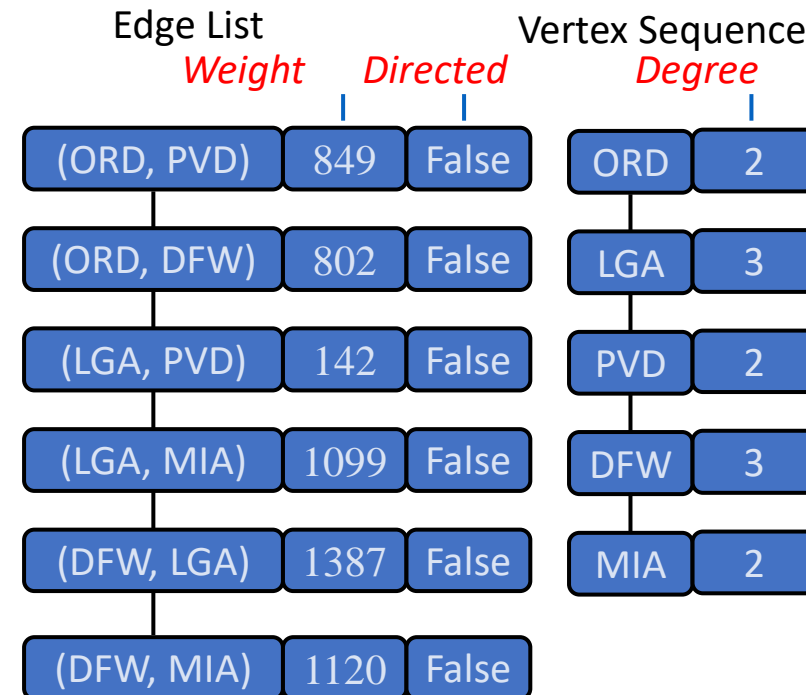 Edge List
Vertex Sequence
Weight Directed
Degree
(ORD, PVD) 849 False
ORD 2
(ORD, DFW) 802 False
LGA 3
(LGA, PVD) 142 False
PVD 2
(LGA, MIA) 1099 False
DFW 3
(DFW, LGA) 1387 False
MIA 2
(DFW, MIA) 1120 False